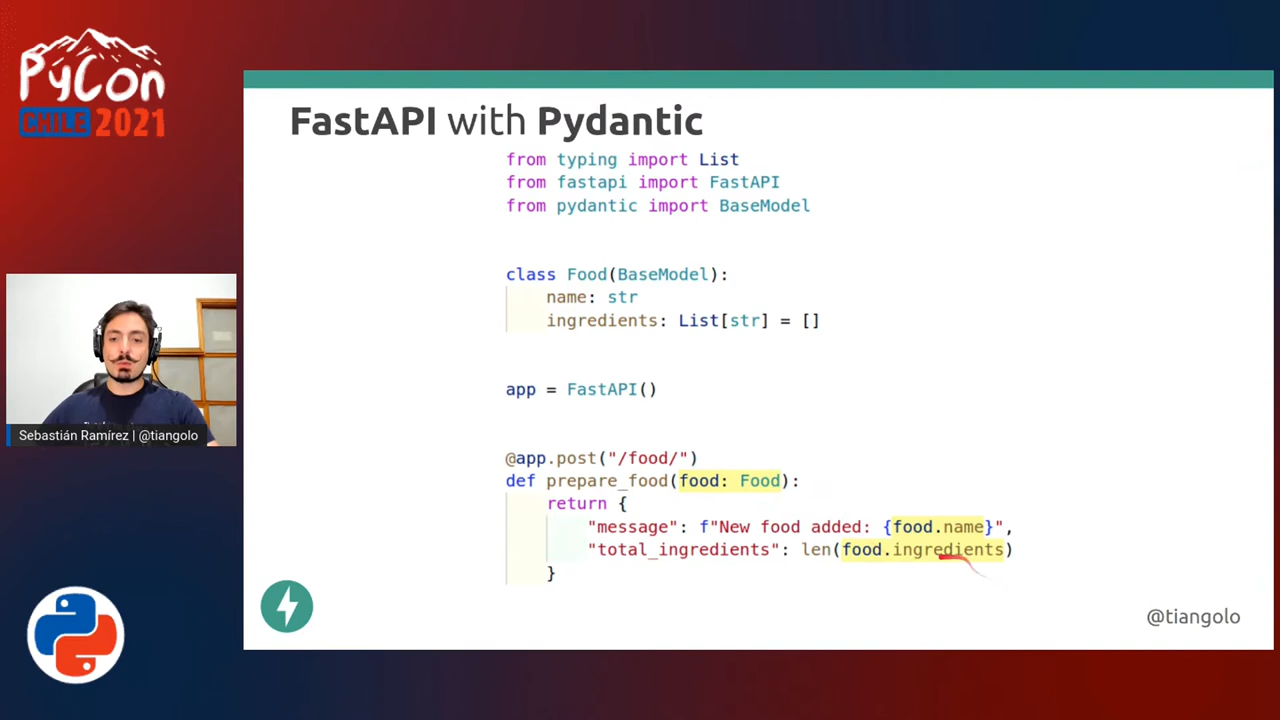 PyCon
CHILE 2021
FastAPI with Pydantic
from typing import List
from fastapi import FastAPI
from pydantic import BaseModel
class Food(BaseModel):
name: str
ingredients: List[str] = []
app = FastAPI()
@app.post("/food/")
def prepare_food(food: Food):
return {
"message": f"New food added: {food.name}",
"total_ingredients": len(food.ingredients)
}
Sebastián Ramírez | @tiangolo
@tiangolo